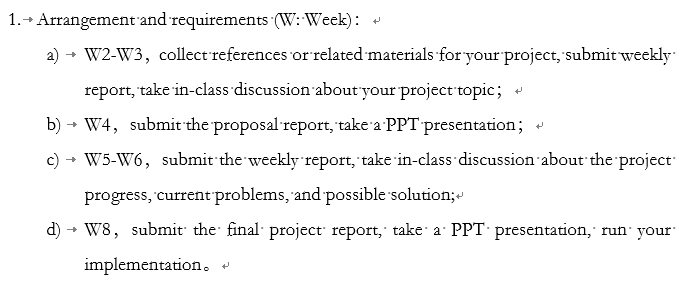 1. Arrangement and requirements (W: Week):
a) W2-W3, collect references or related materials for your project, submit weekly
report, take in-class discussion about your project topic;
b) W4, submit the proposal report, take a PPT presentation;
c) W5-W6, submit the weekly report, take in-class discussion about the project
progress, current problems, and possible solution;
d) W8, submit the final project report, take a PPT presentation, run your
implementation。